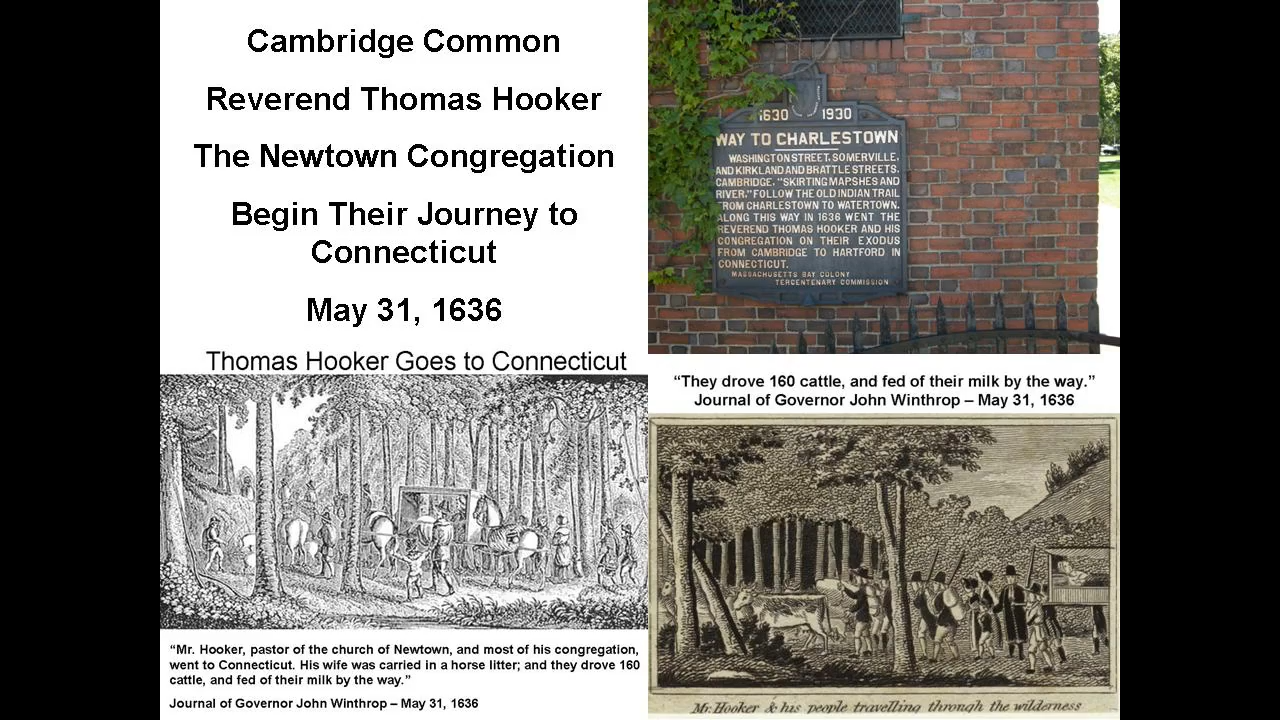 Cambridge Common
Reverend Thomas Hooker
The Newtown Congregation
Begin Their Journey to
Connecticut
May 31, 1636
Thomas Hooker Goes to Connecticut
“Mr. Hooker, pastor of the church of Newtown, and most of his congregation,
went to Connecticut. His wife was carried in a horse litter; and they drove 160
cattle, and fed of their milk by the way.”
Journal of Governor John Winthrop – May 31, 1636
1630 1930
WAY TO CHARLESTOWN
WASHINGTON STREET, SOMERVILLE,
AND KIRKLAND AND BRATTLE STREETS,
CAMBRIDGE, "SKIRTING MARSHES AND
RIVER," FOLLOW THE OLD INDIAN TRAIL
FROM CHARLESTOWN TO WATERTOWN.
ALONG THIS WAY IN 1636 WENT THE
REVEREND THOMAS HOOKER AND HIS
CONGREGATION ON THEIR EXODUS
FROM CAMBRIDGE TO HARTFORD IN
CONNECTICUT.
MASSACHUSETTS BAY COLONY
TERCENTENARY COMMISSION
“They drove 160 cattle, and fed of their milk by the way.”
Journal of Governor John Winthrop – May 31, 1636
Mr. Hooker & his people travelling through the wilderness